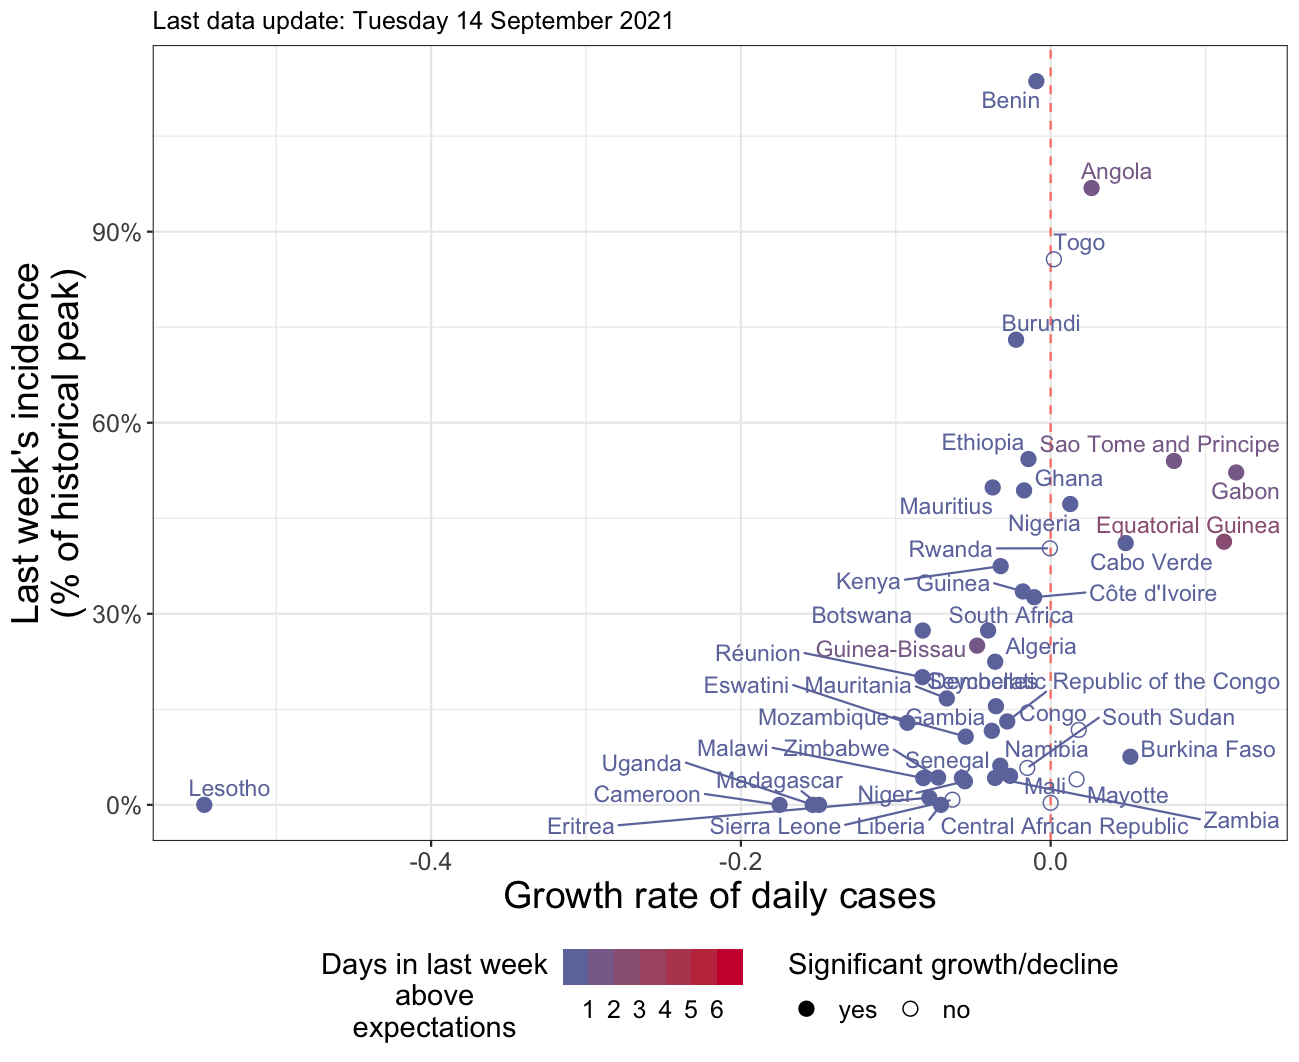 Last data update: Tuesday 14 September 2021
Last week's incidence
(% of historical peak)
90%
60%
30%
0%
Benin
Angola
Togo
Burundi
Ethiopia
Sao Tome and Principe
Ghana
Gabon
Mauritius
Nigeria
Equatorial Guinea
Rwanda
Cabo Verde
Kenya
Guinea
Côte d'Ivoire
Botswana
South Africa
Guinea-Bissau
Algeria
Réunion
Eswatini
Mauritania
Seychelles
Democratic Republic of the Congo
Mozambique
Gambia
Congo
South Sudan
Malawi
Zimbabwe
Namibia
Burkina Faso
Uganda
Senegal
Lesotho
Madagascar
Mali
Cameroon
Niger
Mayotte
Eritrea
Sierra Leone
Liberia
Central African Republic
Zambia
-0.4
-0.2
0.0
Growth rate of daily cases
Days in last week
above
expectations
1 2 3 4 5 6
Significant growth/decline
yes
no